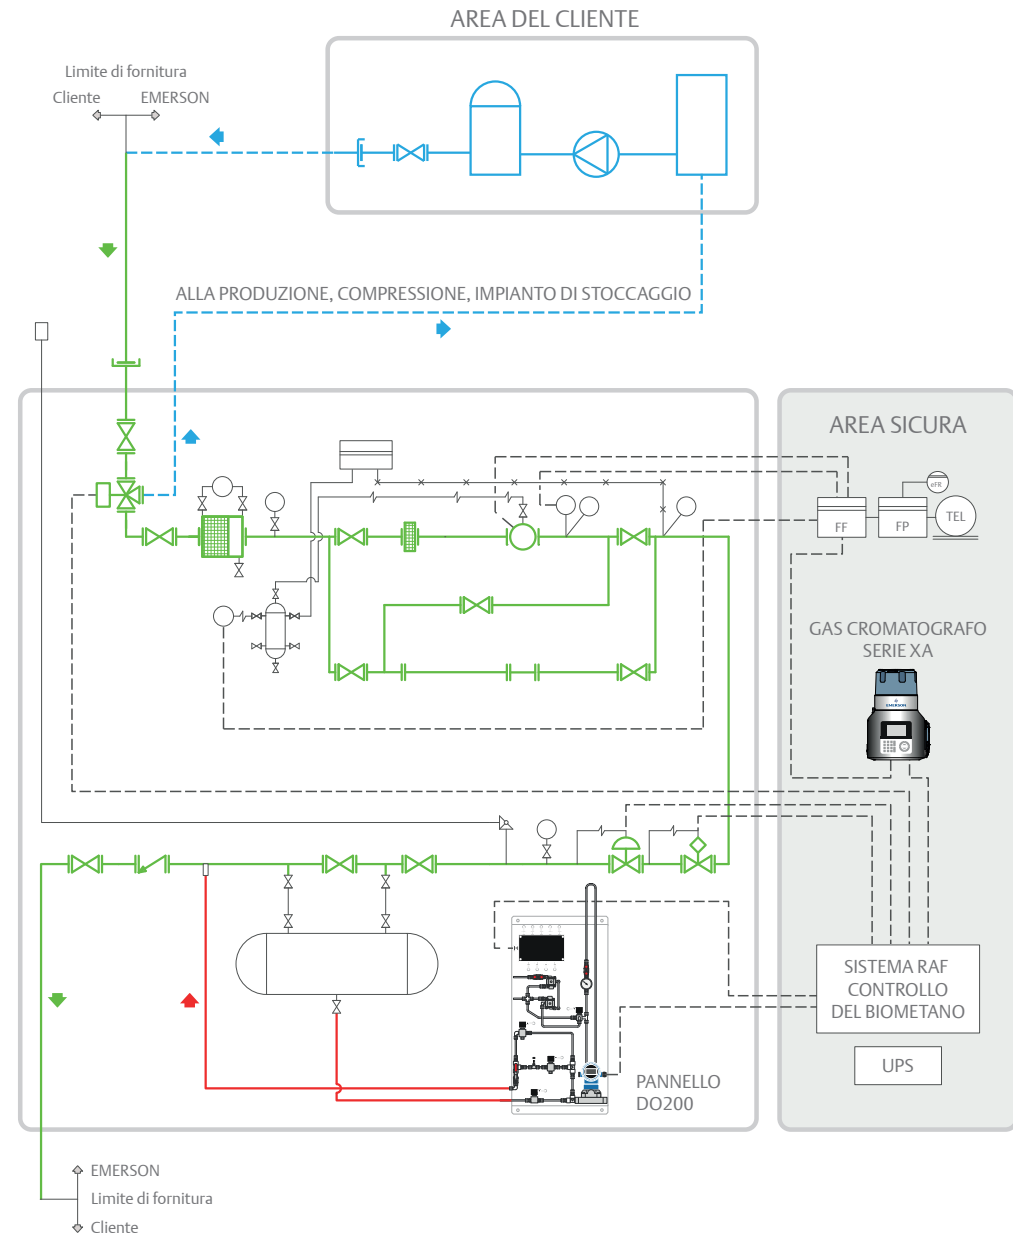 AREA DEL CLIENTE
Limite di fornitura
Cliente EMERSON
ALLA PRODUZIONE, COMPRESSIONE, IMPIANTO DI STOCCAGGIO
AREA SICURA
eFR
FF
FP
TEL
GAS CROMATOGRAFO
SERIE XA
EMERSON
SISTEMA RAF
CONTROLLO
DEL BIOMETANO
UPS
PANNELLO
DO200
EMERSON
Limite di fornitura
Cliente